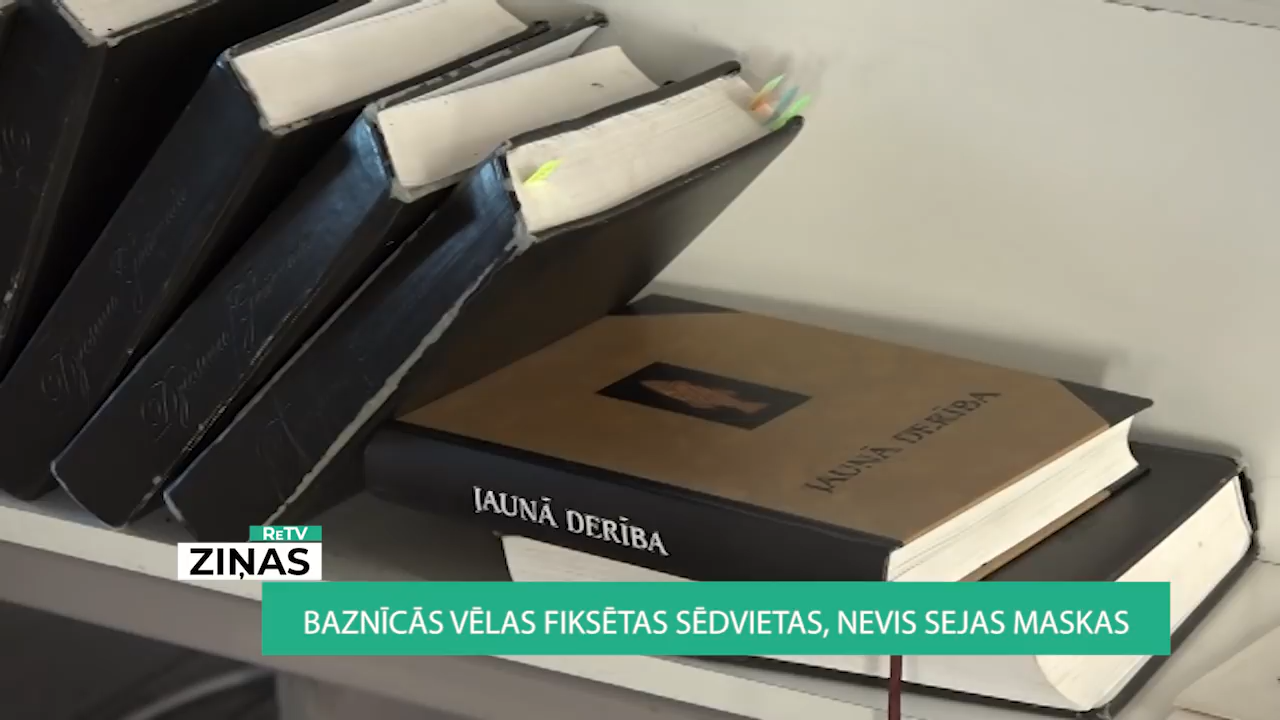 JAUNĀ DERĪBA
JAUNĀ DERĪBA
ReTV
ZIŅAS
BAZNĪCĀS VĒLAS FIKSĒTAS SĒDVIETAS, NEVIS SEJAS MASKAS